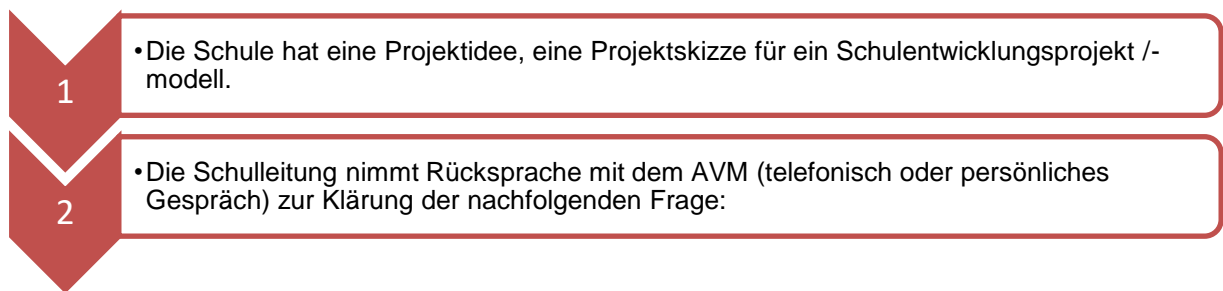 1
•Die Schule hat eine Projektidee, eine Projektskizze für ein Schulentwicklungsprojekt /-
modell.
2
•Die Schulleitung nimmt Rücksprache mit dem AVM (telefonisch oder persönliches
Gespräch) zur Klärung der nachfolgenden Frage: